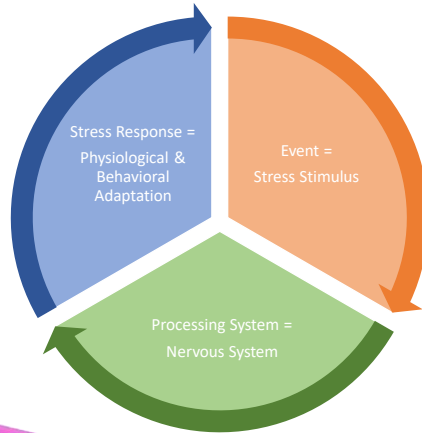 Stress Response =
Physiological &
Behavioral
Adaptation
Event =
Stress Stimulus
Processing System =
Nervous System